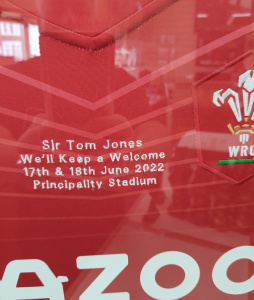 Sir Tom Jones
We'll Keep a Welcome
17th & 18th June 2022
Principality Stadium
WRU
AZOO